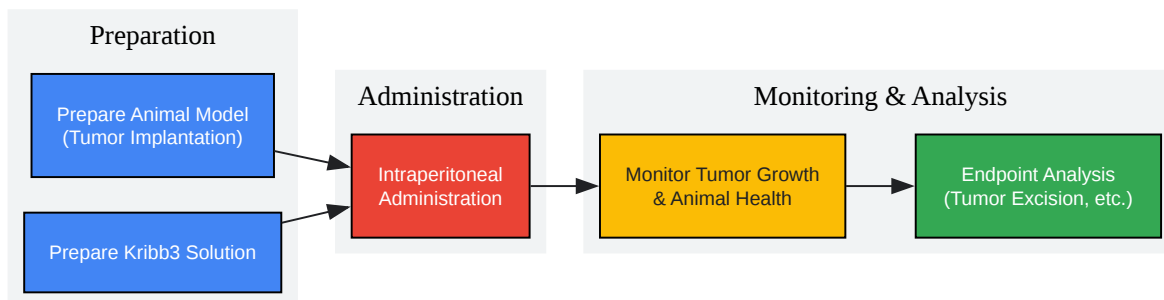 Preparation
Prepare Animal Model
(Tumor Implantation)
Prepare Kribb3 Solution
Administration
Intraperitoneal
Administration
Monitoring & Analysis
Monitor Tumor Growth
& Animal Health
Endpoint Analysis
(Tumor Excision, etc.)